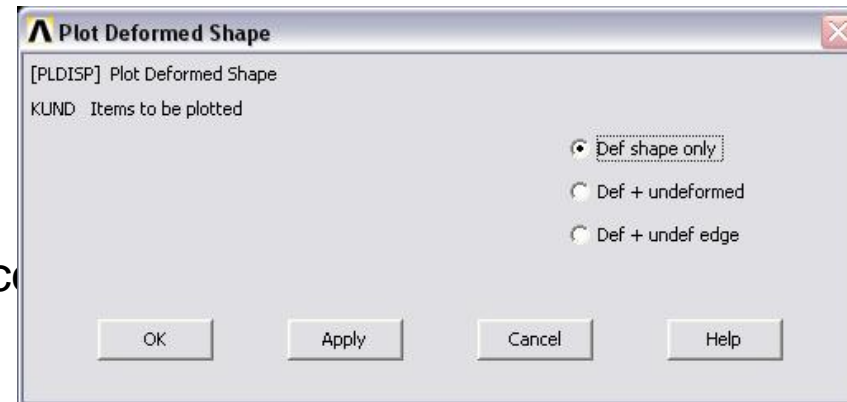 Plot Deformed Shape
[PLDISP] Plot Deformed Shape
KUND Items to be plotted
Def shape only
Def + undeformed
Def + undef edge
OK Apply Cancel Help